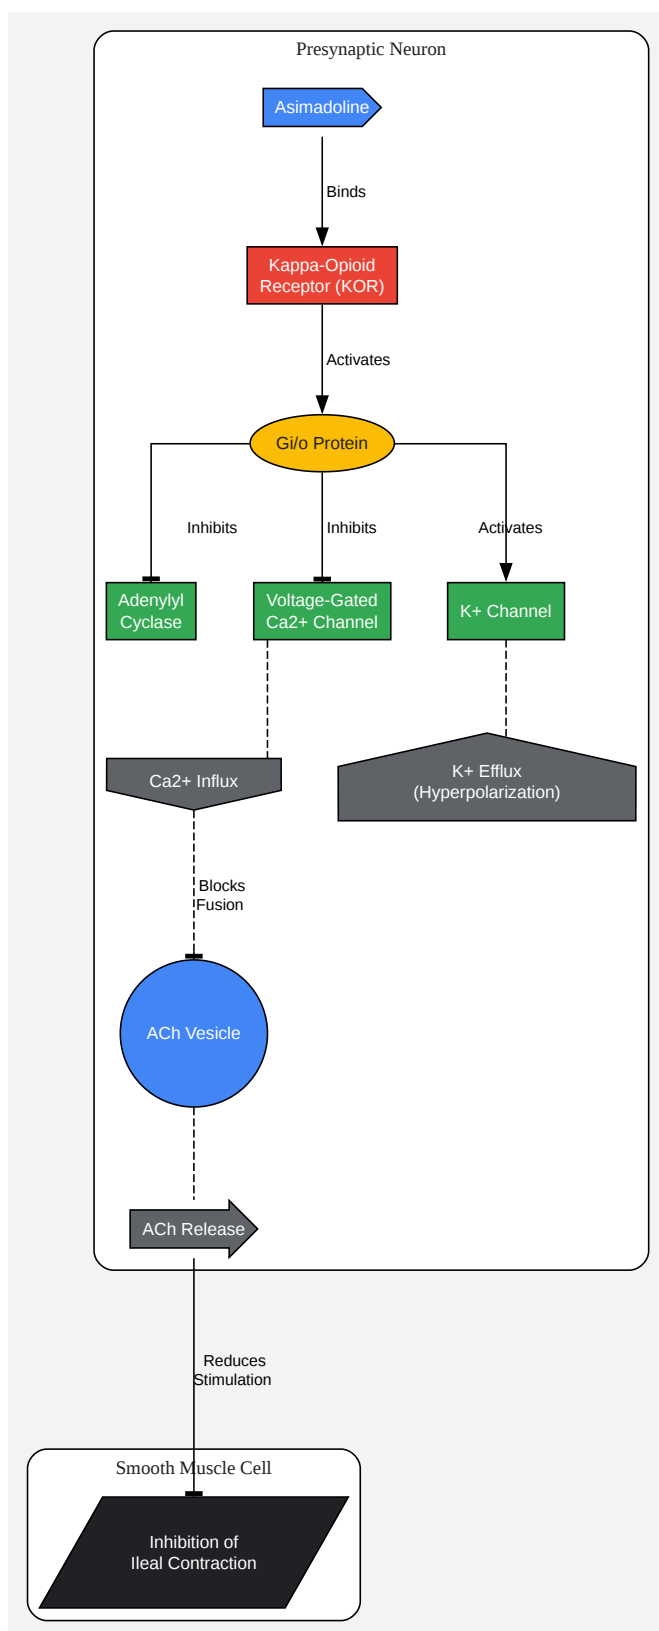 Presynaptic Neuron
Asimadoline
Binds
Kappa-Opioid
Receptor (KOR)
Activates
Gi/o Protein
Inhibits
Inhibits
Activates
Adenylyl
Cyclase
Voltage-Gated
Ca2+ Channel
K+ Channel
Ca2+ Influx
K+ Efflux
(Hyperpolarization)
Blocks
Fusion
ACh Vesicle
ACh Release
Reduces
Stimulation
Smooth Muscle Cell
Inhibition of
Ileal Contraction